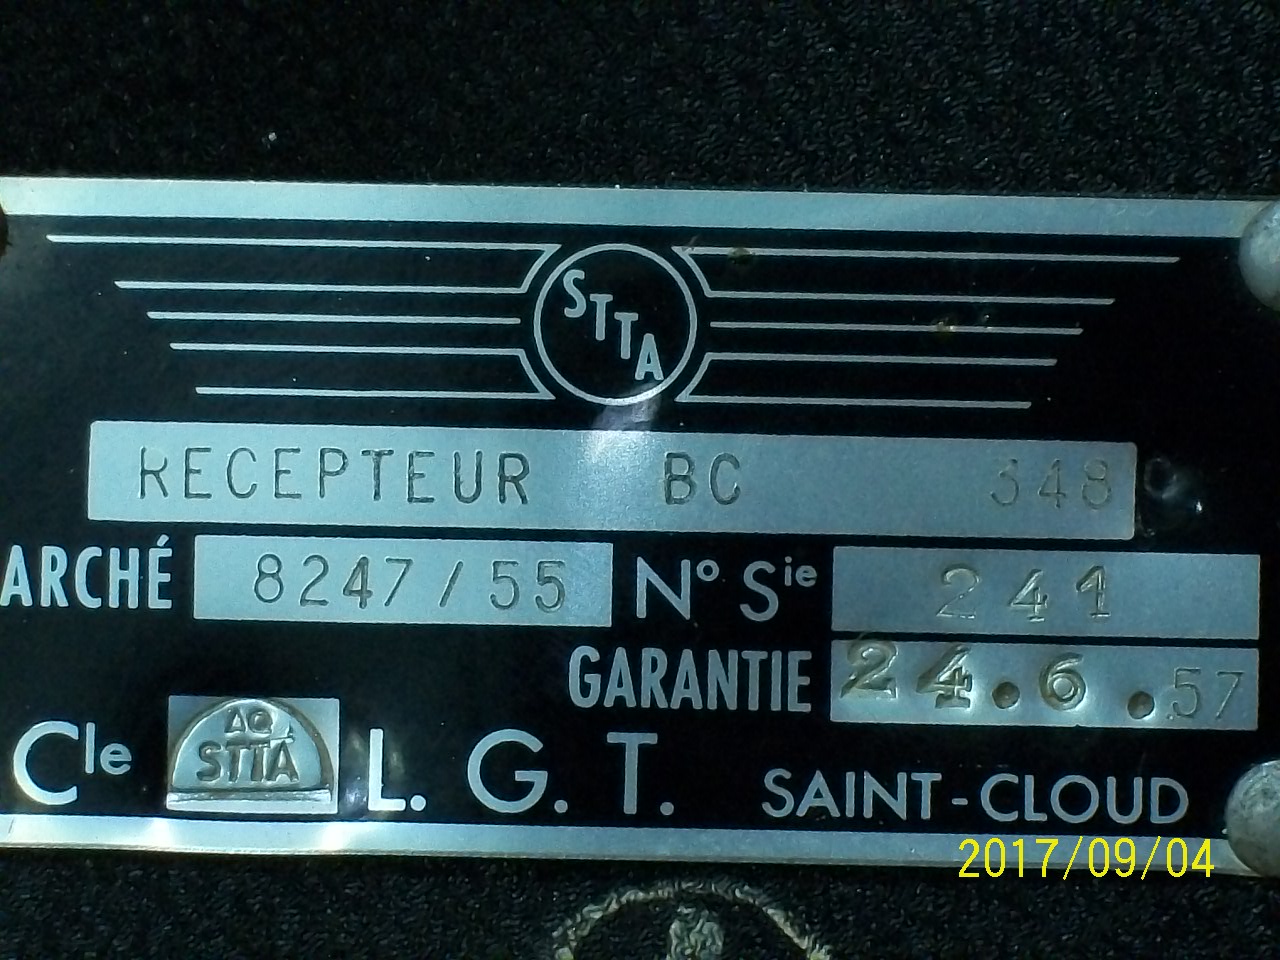 STTA
RECEPTEUR BC 348
ARCHÉ 8247/55 Nº Sie 241
GARANTIE 24.6.57
Cle AQ STTA L. G. T. SAINT-CLOUD
2017/09/04